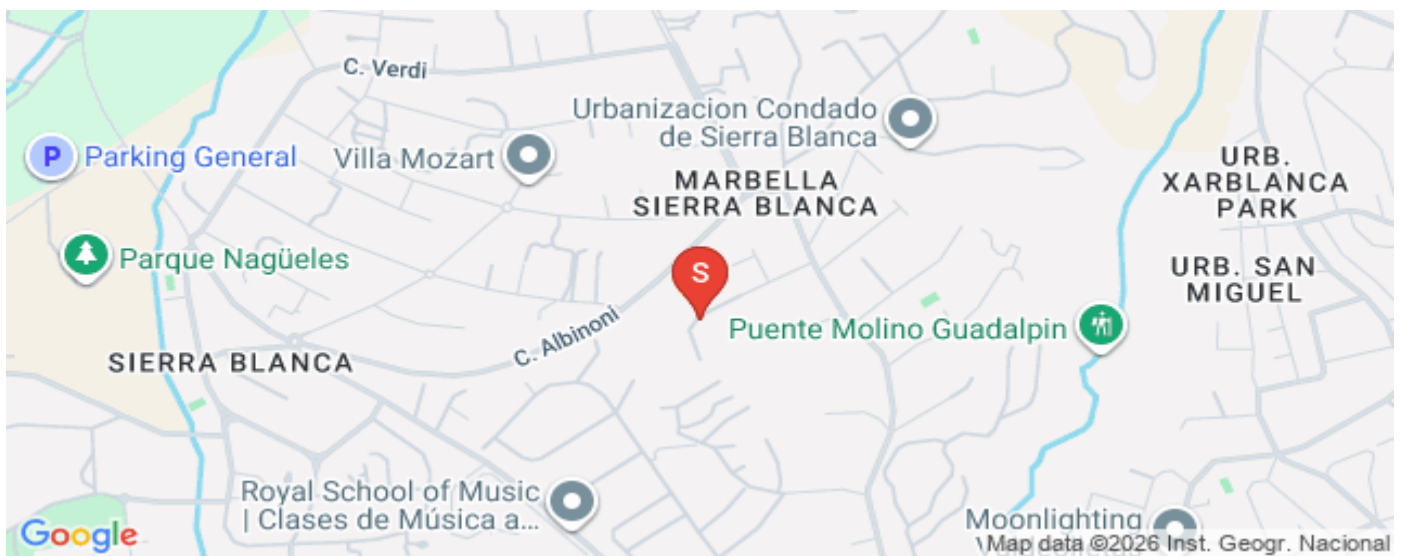 C. Verdi
Urbanizacion Condado
de Sierra Blanca
P
Parking General
Villa Mozart
MARBELLA
SIERRA BLANCA
URB.
XARBLANCA
PARK
Parque Nagüeles
S
URB. SAN
MIGUEL
C. Albinoni
Puente Molino Guadalpin
SIERRA BLANCA
Royal School of Music
| Clases de Música a...
Moonlighting
Google
Map data ©2026 Inst. Geogr. Nacional